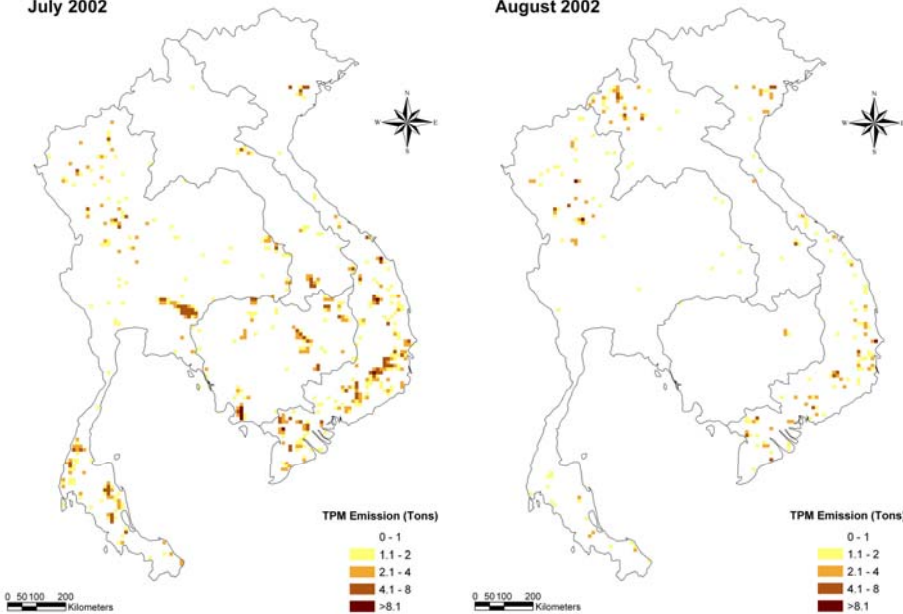 July 2002
August 2002
N
W E
S
N
W E
S
TPM Emission (Tons)
0 - 1
1.1 - 2
2.1 - 4
4.1 - 8
>8.1
0 50 100 200
Kilometers
TPM Emission (Tons)
0 - 1
1.1 - 2
2.1 - 4
4.1 - 8
>8.1
0 50 100 200
Kilometers